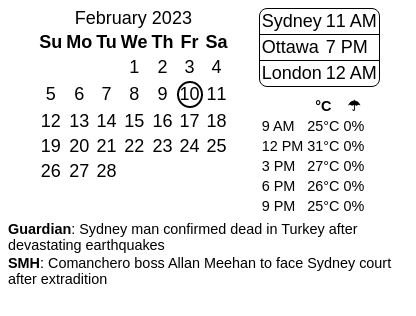 February 2023
Su Mo Tu We Th Fr Sa
1 2 3 4
5 6 7 8 9 10 11
12 13 14 15 16 17 18
19 20 21 22 23 24 25
26 27 28
Sydney 11 AM
Ottawa 7 PM
London 12 AM
°C ☂
9 AM 25°C 0%
12 PM 31°C 0%
3 PM 27°C 0%
6 PM 26°C 0%
9 PM 25°C 0%
Guardian: Sydney man confirmed dead in Turkey after
devastating earthquakes
SMH: Comanchero boss Allan Meehan to face Sydney court
after extradition